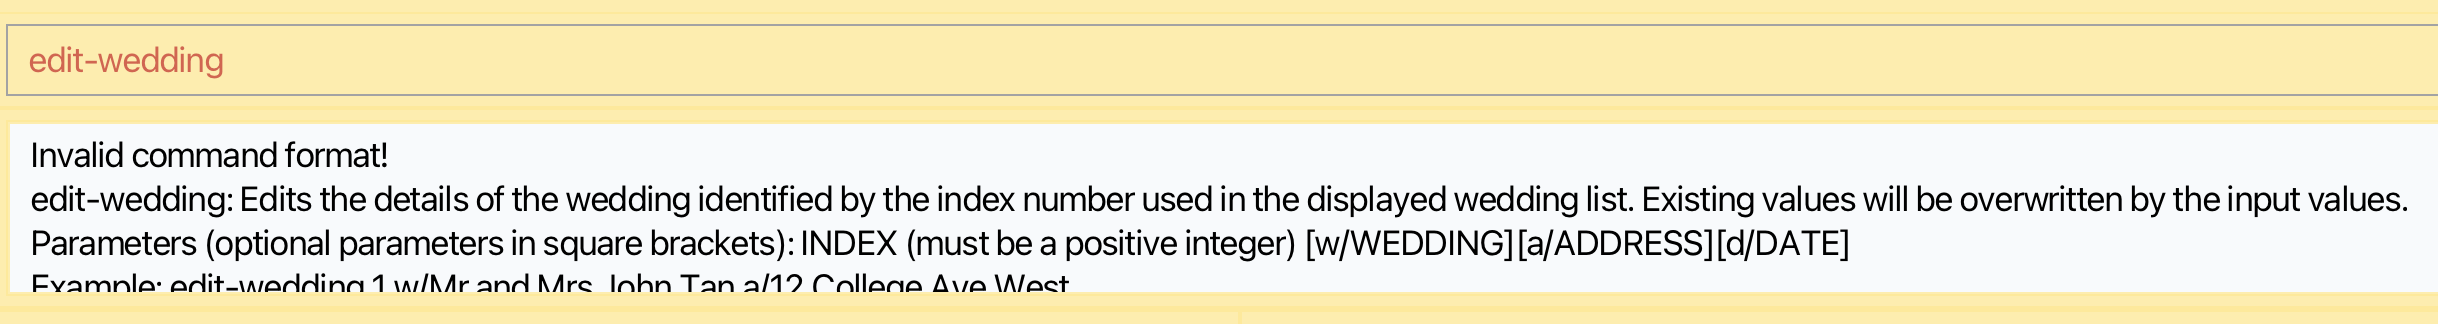 edit-wedding
Invalid command format!
edit-wedding: Edits the details of the wedding identified by the index number used in the displayed wedding list. Existing values will be overwritten by the input values.
Parameters (optional parameters in square brackets): INDEX (must be a positive integer) [w/WEDDING][a/ADDRESS][d/DATE]
Example: edit-wedding 1 w/Mr and Mrs John Tan a/12 College Ave West